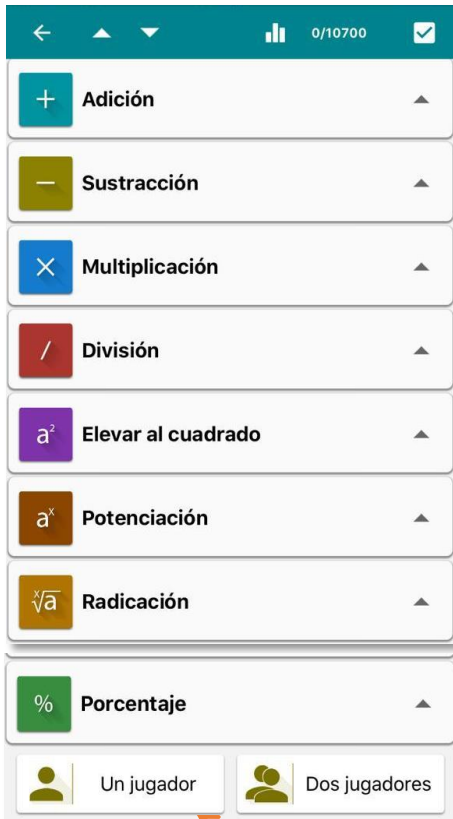 0/10700
+ Adición
− Sustracción
× Multiplicación
/ División
a² Elevar al cuadrado
aˣ Potenciación
ˣ√a Radicación
% Porcentaje
Un jugador Dos jugadores